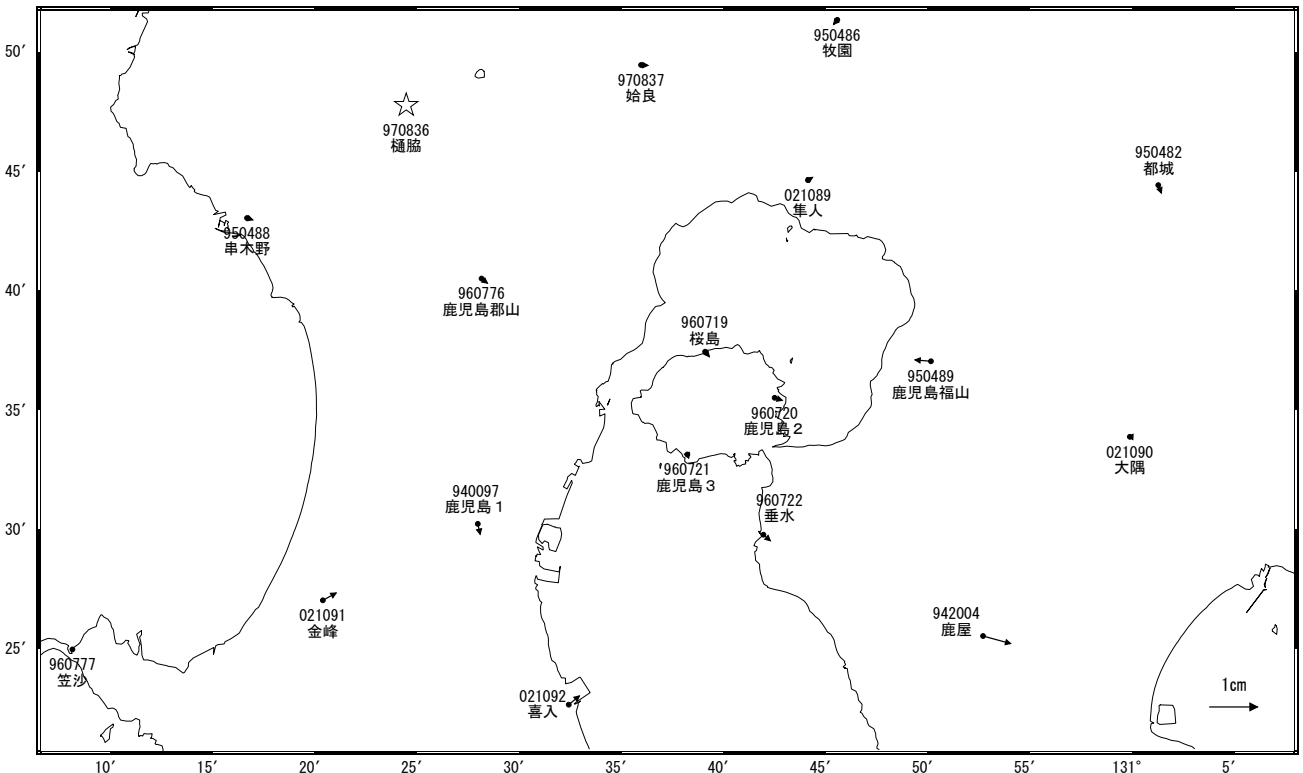 950486
牧園
50′
970837
姶良
970836
樋脇
950482
都城
45′
021089
隼人
950488
串木野
40′
960776
鹿児島郡山
960719
桜島
950489
鹿児島福山
35′
960720
鹿児島２
021090
大隅
960721
鹿児島３
940097
鹿児島１
960722
垂水
30′
021091
金峰
942004
鹿屋
25′
960777
笠沙
021092
喜入
1cm
10′ 15′ 20′ 25′ 30′ 35′ 40′ 45′ 50′ 55′ 131° 5′